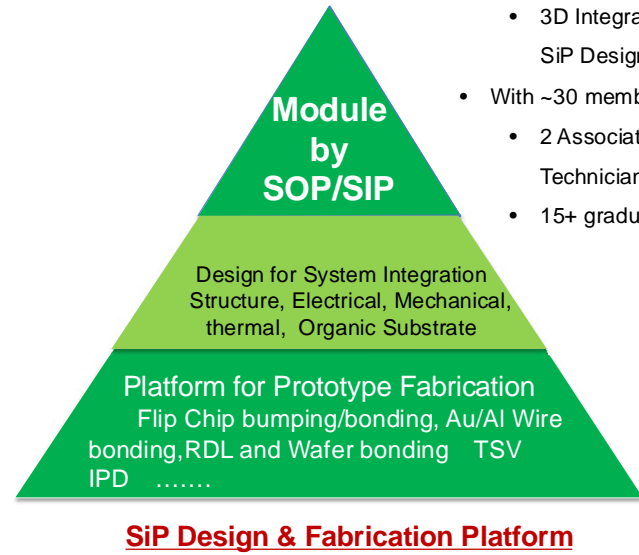 • 3D Integra
SiP Design
• With ~30 memb
• 2 Associat
Technician
• 15+ gradu
Module
by
SOP/SIP
Design for System Integration
Structure, Electrical, Mechanical,
thermal, Organic Substrate
Platform for Prototype Fabrication
Flip Chip bumping/bonding, Au/Al Wire
bonding,RDL and Wafer bonding TSV
IPD .......
SiP Design & Fabrication Platform